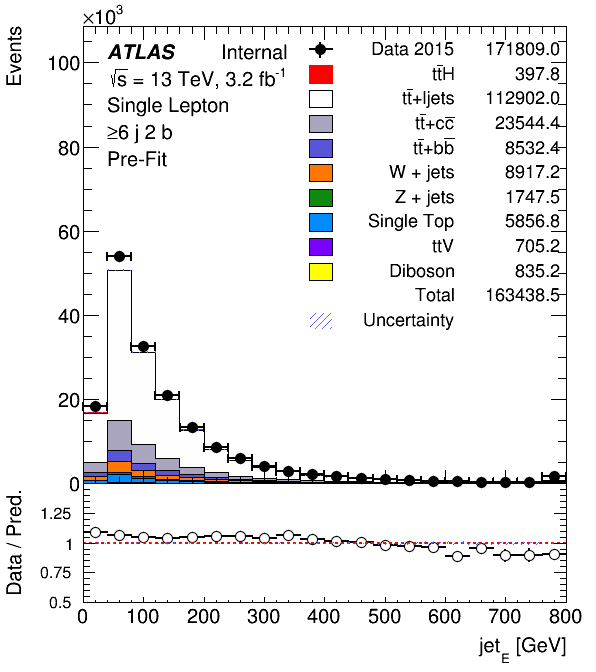 ×10³
Events
100
80
60
40
20
0
ATLAS Internal
√s = 13 TeV, 3.2 fb⁻¹
Single Lepton
≥6 j 2 b
Pre-Fit
Data 2015 171809.0
tt̄H 397.8
tt̄+ljets 112902.0
tt̄+cc̄ 23544.4
tt̄+bb̄ 8532.4
W + jets 8917.2
Z + jets 1747.5
Single Top 5856.8
ttV 705.2
Diboson 835.2
Total 163438.5
Uncertainty
Data / Pred.
1.25
1
0.75
0.5
0 100 200 300 400 500 600 700 800
jet_E [GeV]